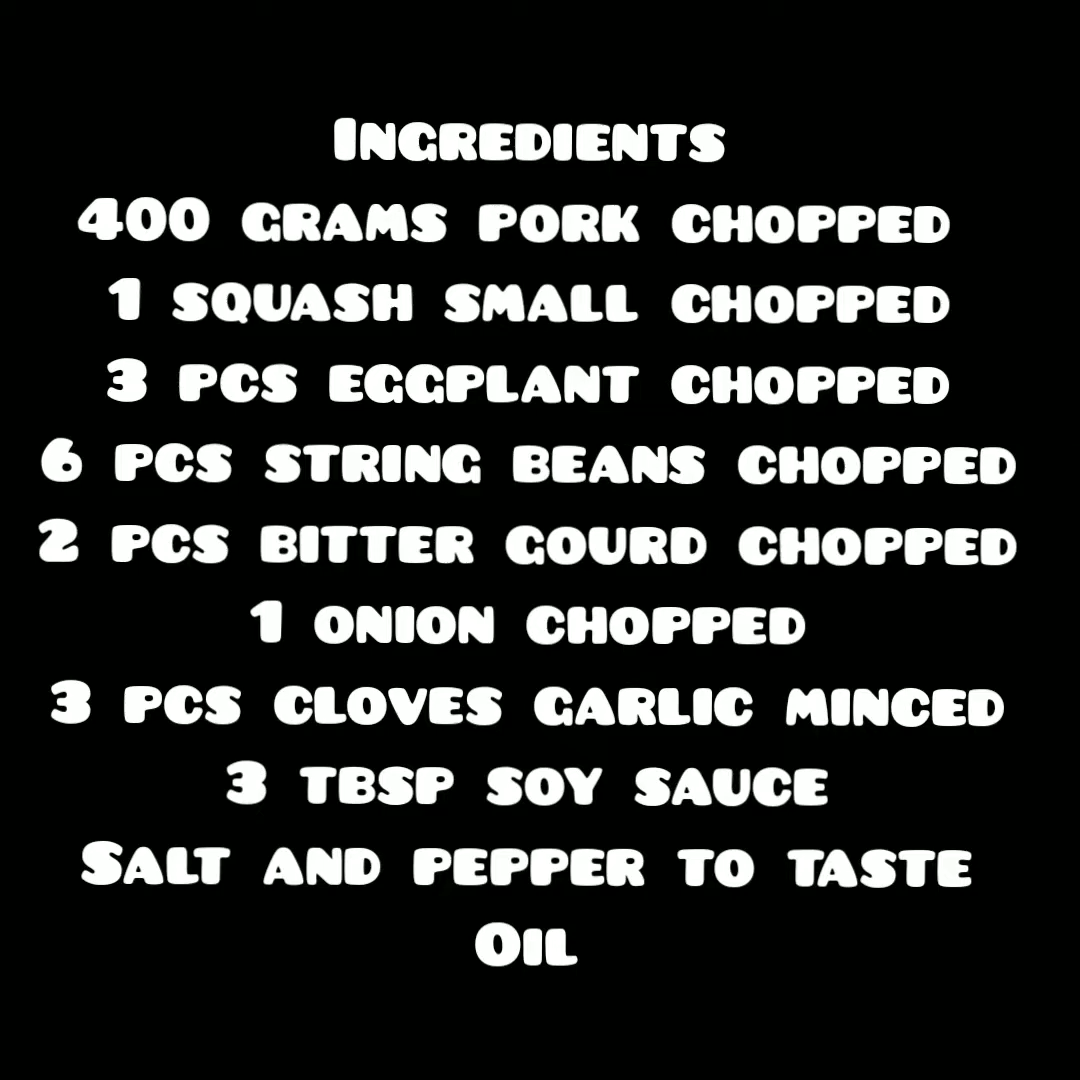 Ingredients
400 grams pork chopped
1 squash small chopped
3 pcs eggplant chopped
6 pcs string beans chopped
2 pcs bitter gourd chopped
1 onion chopped
3 pcs cloves garlic minced
3 tbsp soy sauce
Salt and pepper to taste
Oil